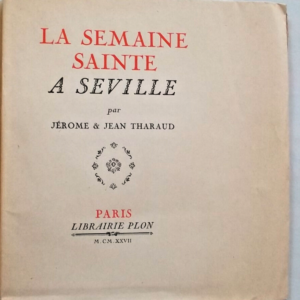 LA SEMAINE
SAINTE
A SEVILLE
par
JÉROME & JEAN THARAUD
PARIS
LIBRAIRIE PLON
M. CM. XXVII